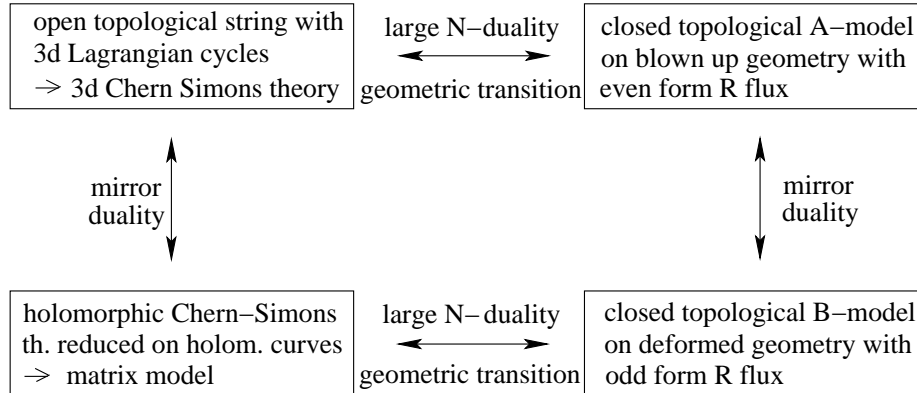 open topological string with
3d Lagrangian cycles
→ 3d Chern Simons theory
large N−duality
geometric transition
closed topological A−model
on blown up geometry with
even form R flux
mirror
duality
mirror
duality
holomorphic Chern−Simons
th. reduced on holom. curves
→ matrix model
large N−duality
geometric transition
closed topological B−model
on deformed geometry with
odd form R flux